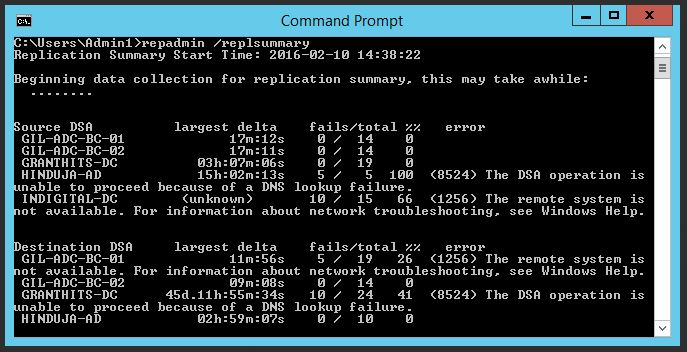 Command Prompt
C:\Users\Admin1>repadmin /replsummary
Replication Summary Start Time: 2016-02-10 14:38:22
Beginning data collection for replication summary, this may take awhile:
........
Source DSA largest delta fails/total %% error
GIL-ADC-BC-01 17m:12s 0 / 14 0
GIL-ADC-BC-02 17m:11s 0 / 14 0
GRANTHITS-DC 03h:07m:06s 0 / 19 0
HINDUJA-AD 15h:02m:13s 5 / 5 100 (8524) The DSA operation is
unable to proceed because of a DNS lookup failure.
INDIGITAL-DC (unknown) 10 / 15 66 (1256) The remote system is
not available. For information about network troubleshooting, see Windows Help.
Destination DSA largest delta fails/total %% error
GIL-ADC-BC-01 11m:56s 5 / 19 26 (1256) The remote system is
not available. For information about network troubleshooting, see Windows Help.
GIL-ADC-BC-02 09m:08s 0 / 14 0
GRANTHITS-DC 45d.11h:55m:34s 10 / 24 41 (8524) The DSA operation is
unable to proceed because of a DNS lookup failure.
HINDUJA-AD 02h:59m:07s 0 / 10 0